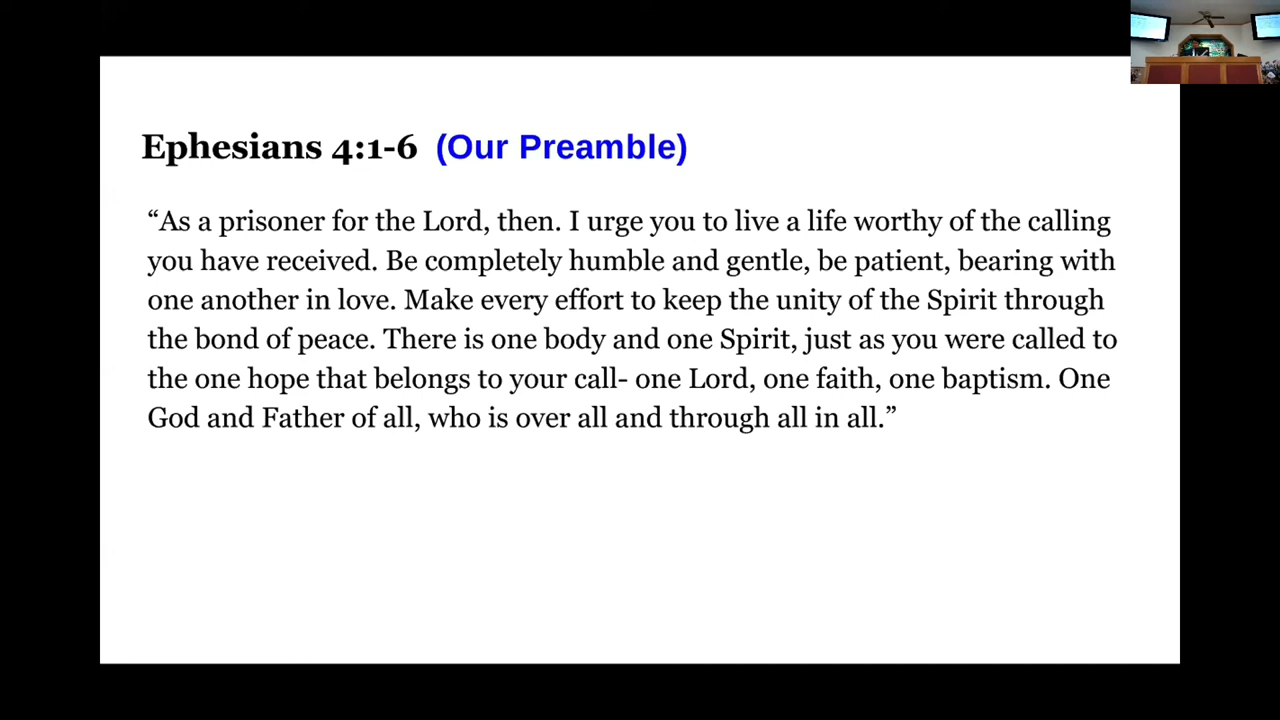 Ephesians 4:1-6 (Our Preamble)
“As a prisoner for the Lord, then. I urge you to live a life worthy of the calling
you have received. Be completely humble and gentle, be patient, bearing with
one another in love. Make every effort to keep the unity of the Spirit through
the bond of peace. There is one body and one Spirit, just as you were called to
the one hope that belongs to your call- one Lord, one faith, one baptism. One
God and Father of all, who is over all and through all in all.”